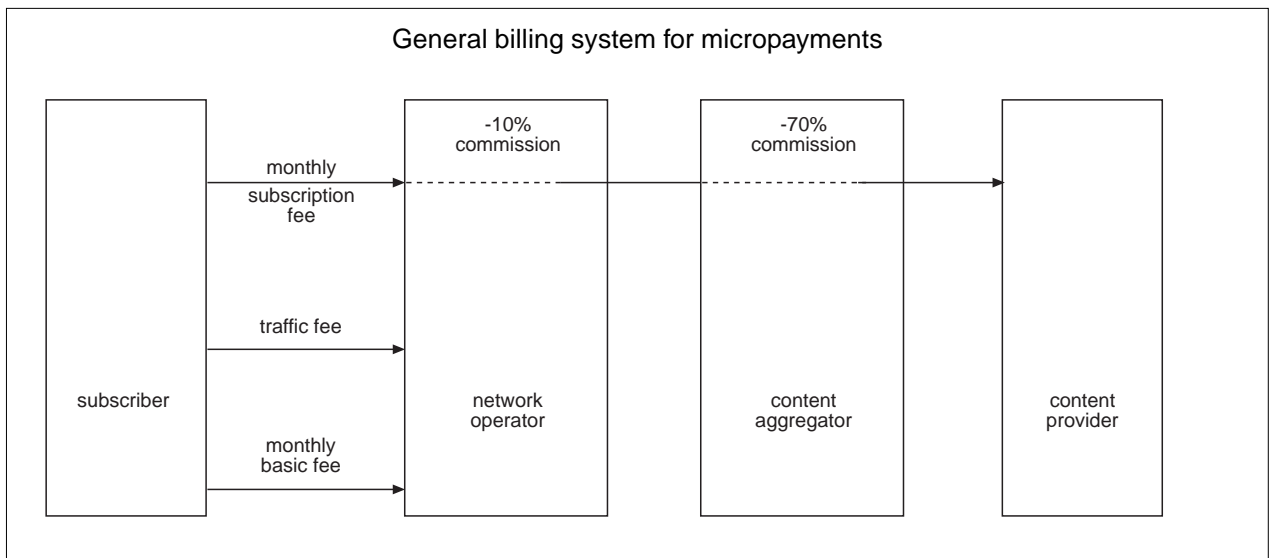 General billing system for micropayments
-10%
commission
-70%
commission
monthly
subscription
fee
traffic fee
subscriber
network
operator
content
aggregator
content
provider
monthly
basic fee